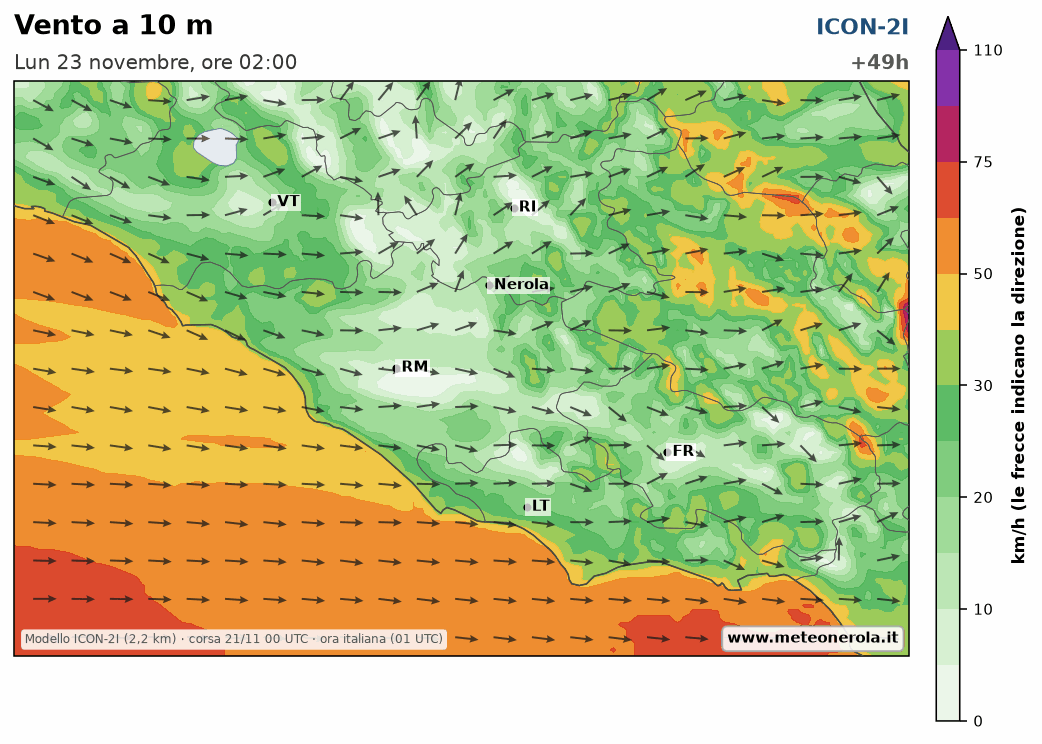 Vento a 10 m
ICON-2I
Lun 23 novembre, ore 02:00
+49h
VT
RI
Nerola
RM
FR
LT
Modello ICON-2I (2,2 km) · corsa 21/11 00 UTC · ora italiana (01 UTC)
www.meteonerola.it
110
75
50
30
20
10
0
km/h (le frecce indicano la direzione)